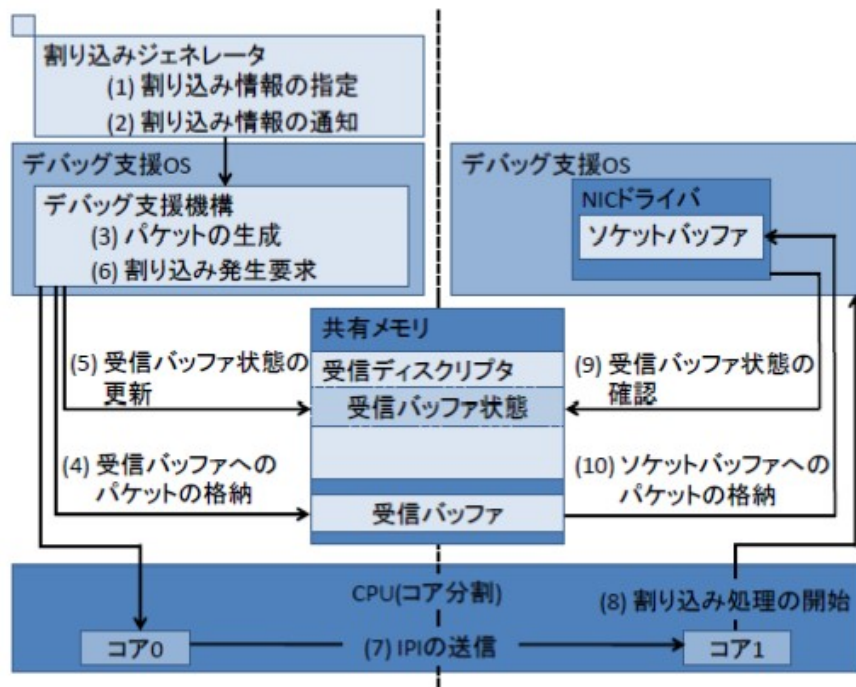 割り込みジェネレータ
(1) 割り込み情報の指定
(2) 割り込み情報の通知
デバッグ支援OS
デバッグ支援機構
(3) パケットの生成
(6) 割り込み発生要求
デバッグ支援OS
NICドライバ
ソケットバッファ
共有メモリ
受信ディスクリプタ
受信バッファ状態
受信バッファ
(5) 受信バッファ状態の
更新
(4) 受信バッファへの
パケットの格納
(9) 受信バッファ状態の
確認
(10) ソケットバッファへの
パケットの格納
CPU(コア分割)
(8) 割り込み処理の開始
コア0
(7) IPIの送信
コア1